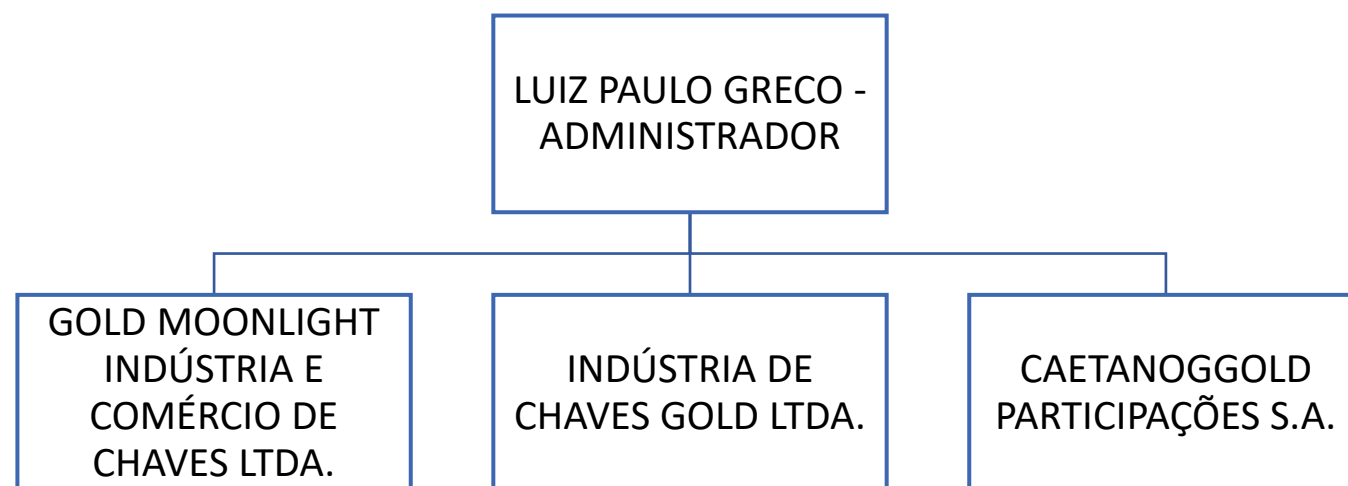 LUIZ PAULO GRECO -
ADMINISTRADOR
GOLD MOONLIGHT
INDÚSTRIA E
COMÉRCIO DE
CHAVES LTDA.
INDÚSTRIA DE
CHAVES GOLD LTDA.
CAETANOGGOLD
PARTICIPAÇÕES S.A.